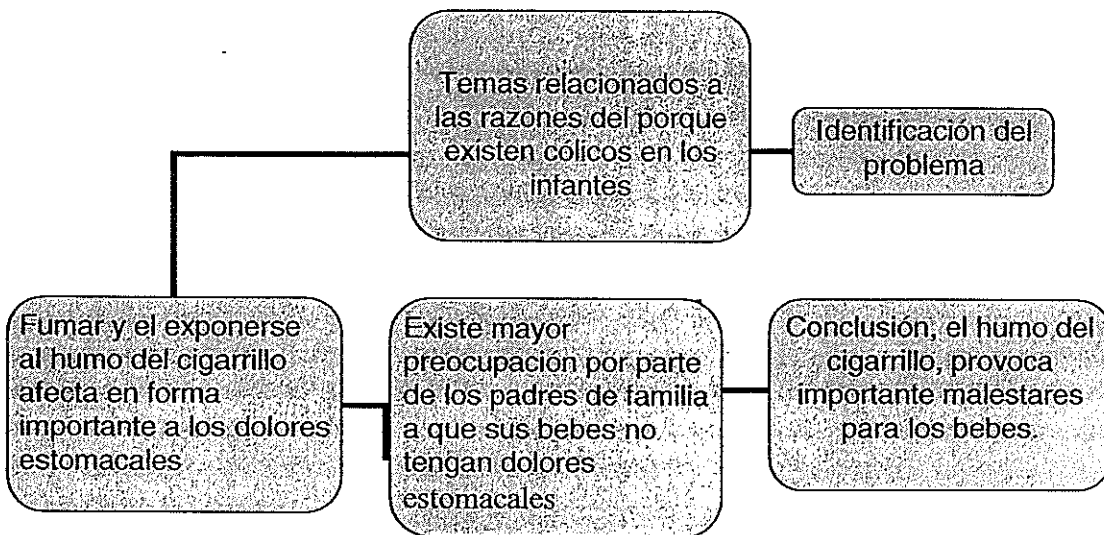 Temas relacionados a
las razones del porque
existen cólicos en los
infantes
Identificación del
problema
Fumar y el exponerse
al humo del cigarrillo
afecta en forma
importante a los dolores
estomacales
Existe mayor
preocupación por parte
de los padres de familia
a que sus bebes no
tengan dolores
estomacales
Conclusión, el humo del
cigarrillo, provoca
importante malestares
para los bebes.